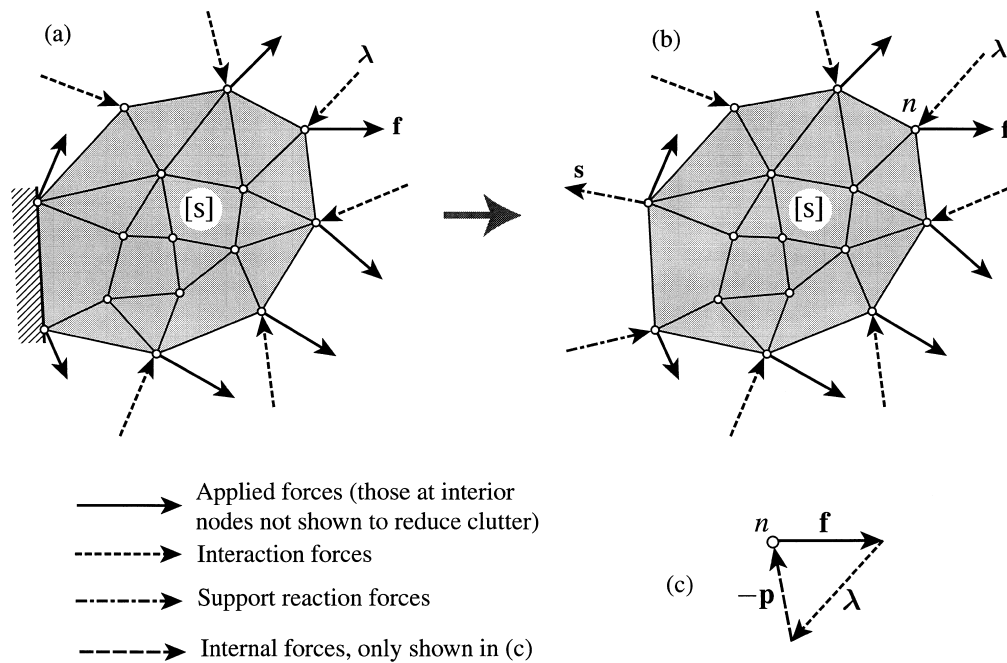 (a)
λ
f
[s]
(b)
n
λ
f
s
[s]
Applied forces (those at interior
nodes not shown to reduce clutter)
Interaction forces
Support reaction forces
Internal forces, only shown in (c)
n
f
(c)
−p
λ